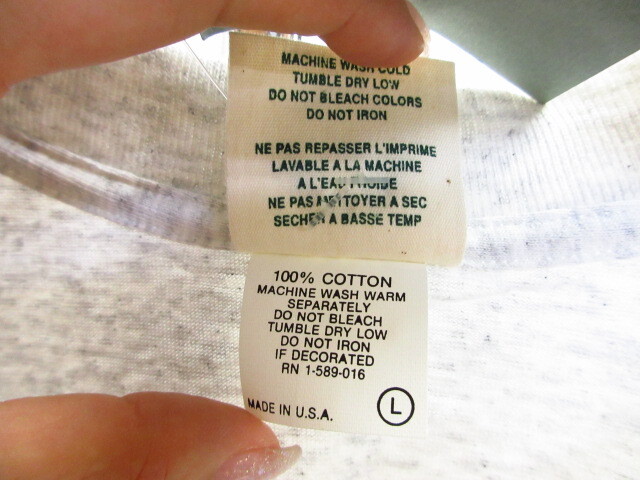 MACHINE WASH COLD
TUMBLE DRY LOW
DO NOT BLEACH COLORS
DO NOT IRON
NE PAS REPASSER L'IMPRIME
LAVABLE A LA MACHINE
A L'EAU FROIDE
NE PAS NETTOYER A SEC
SECHER A BASSE TEMP
100% COTTON
MACHINE WASH WARM
SEPARATELY
DO NOT BLEACH
TUMBLE DRY LOW
DO NOT IRON
IF DECORATED
RN 1-589-016
MADE IN U.S.A.
L